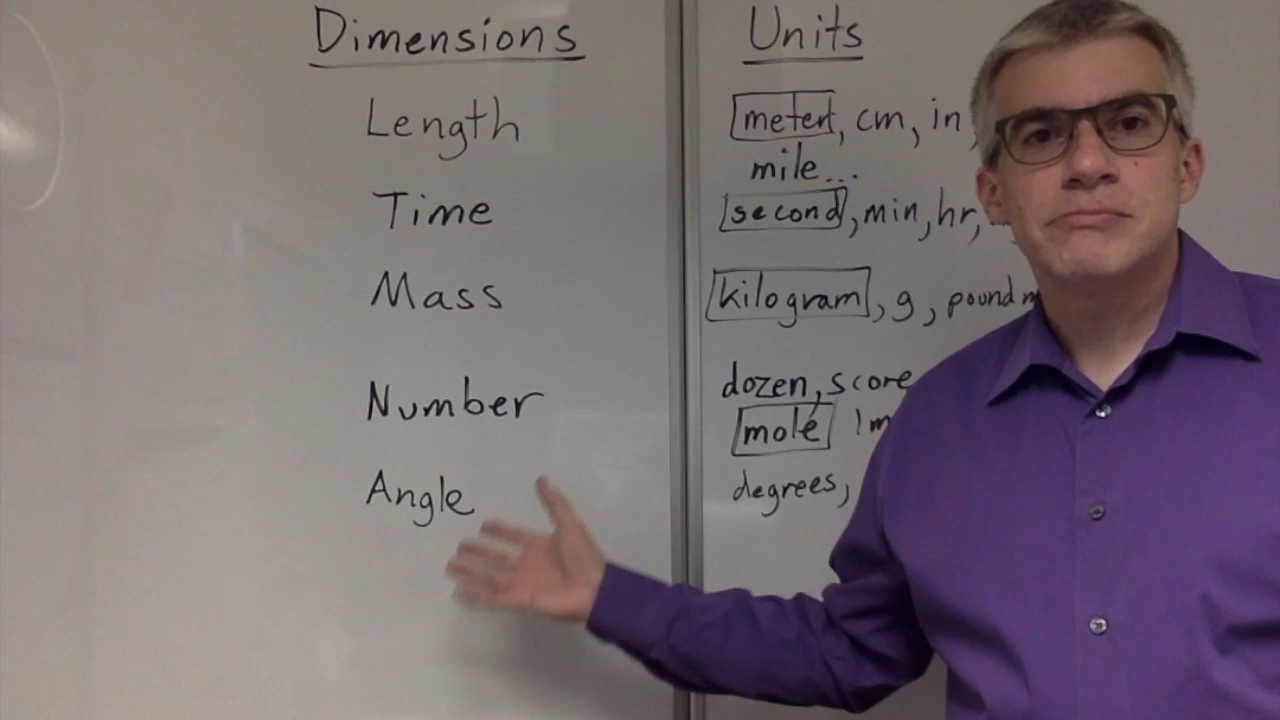 Dimensions
Units
Length
meter, cm, in,
mile...
Time
second, min, hr,
Mass
kilogram, g, pound m
Number
dozen, score
mole 1m
Angle
degrees,